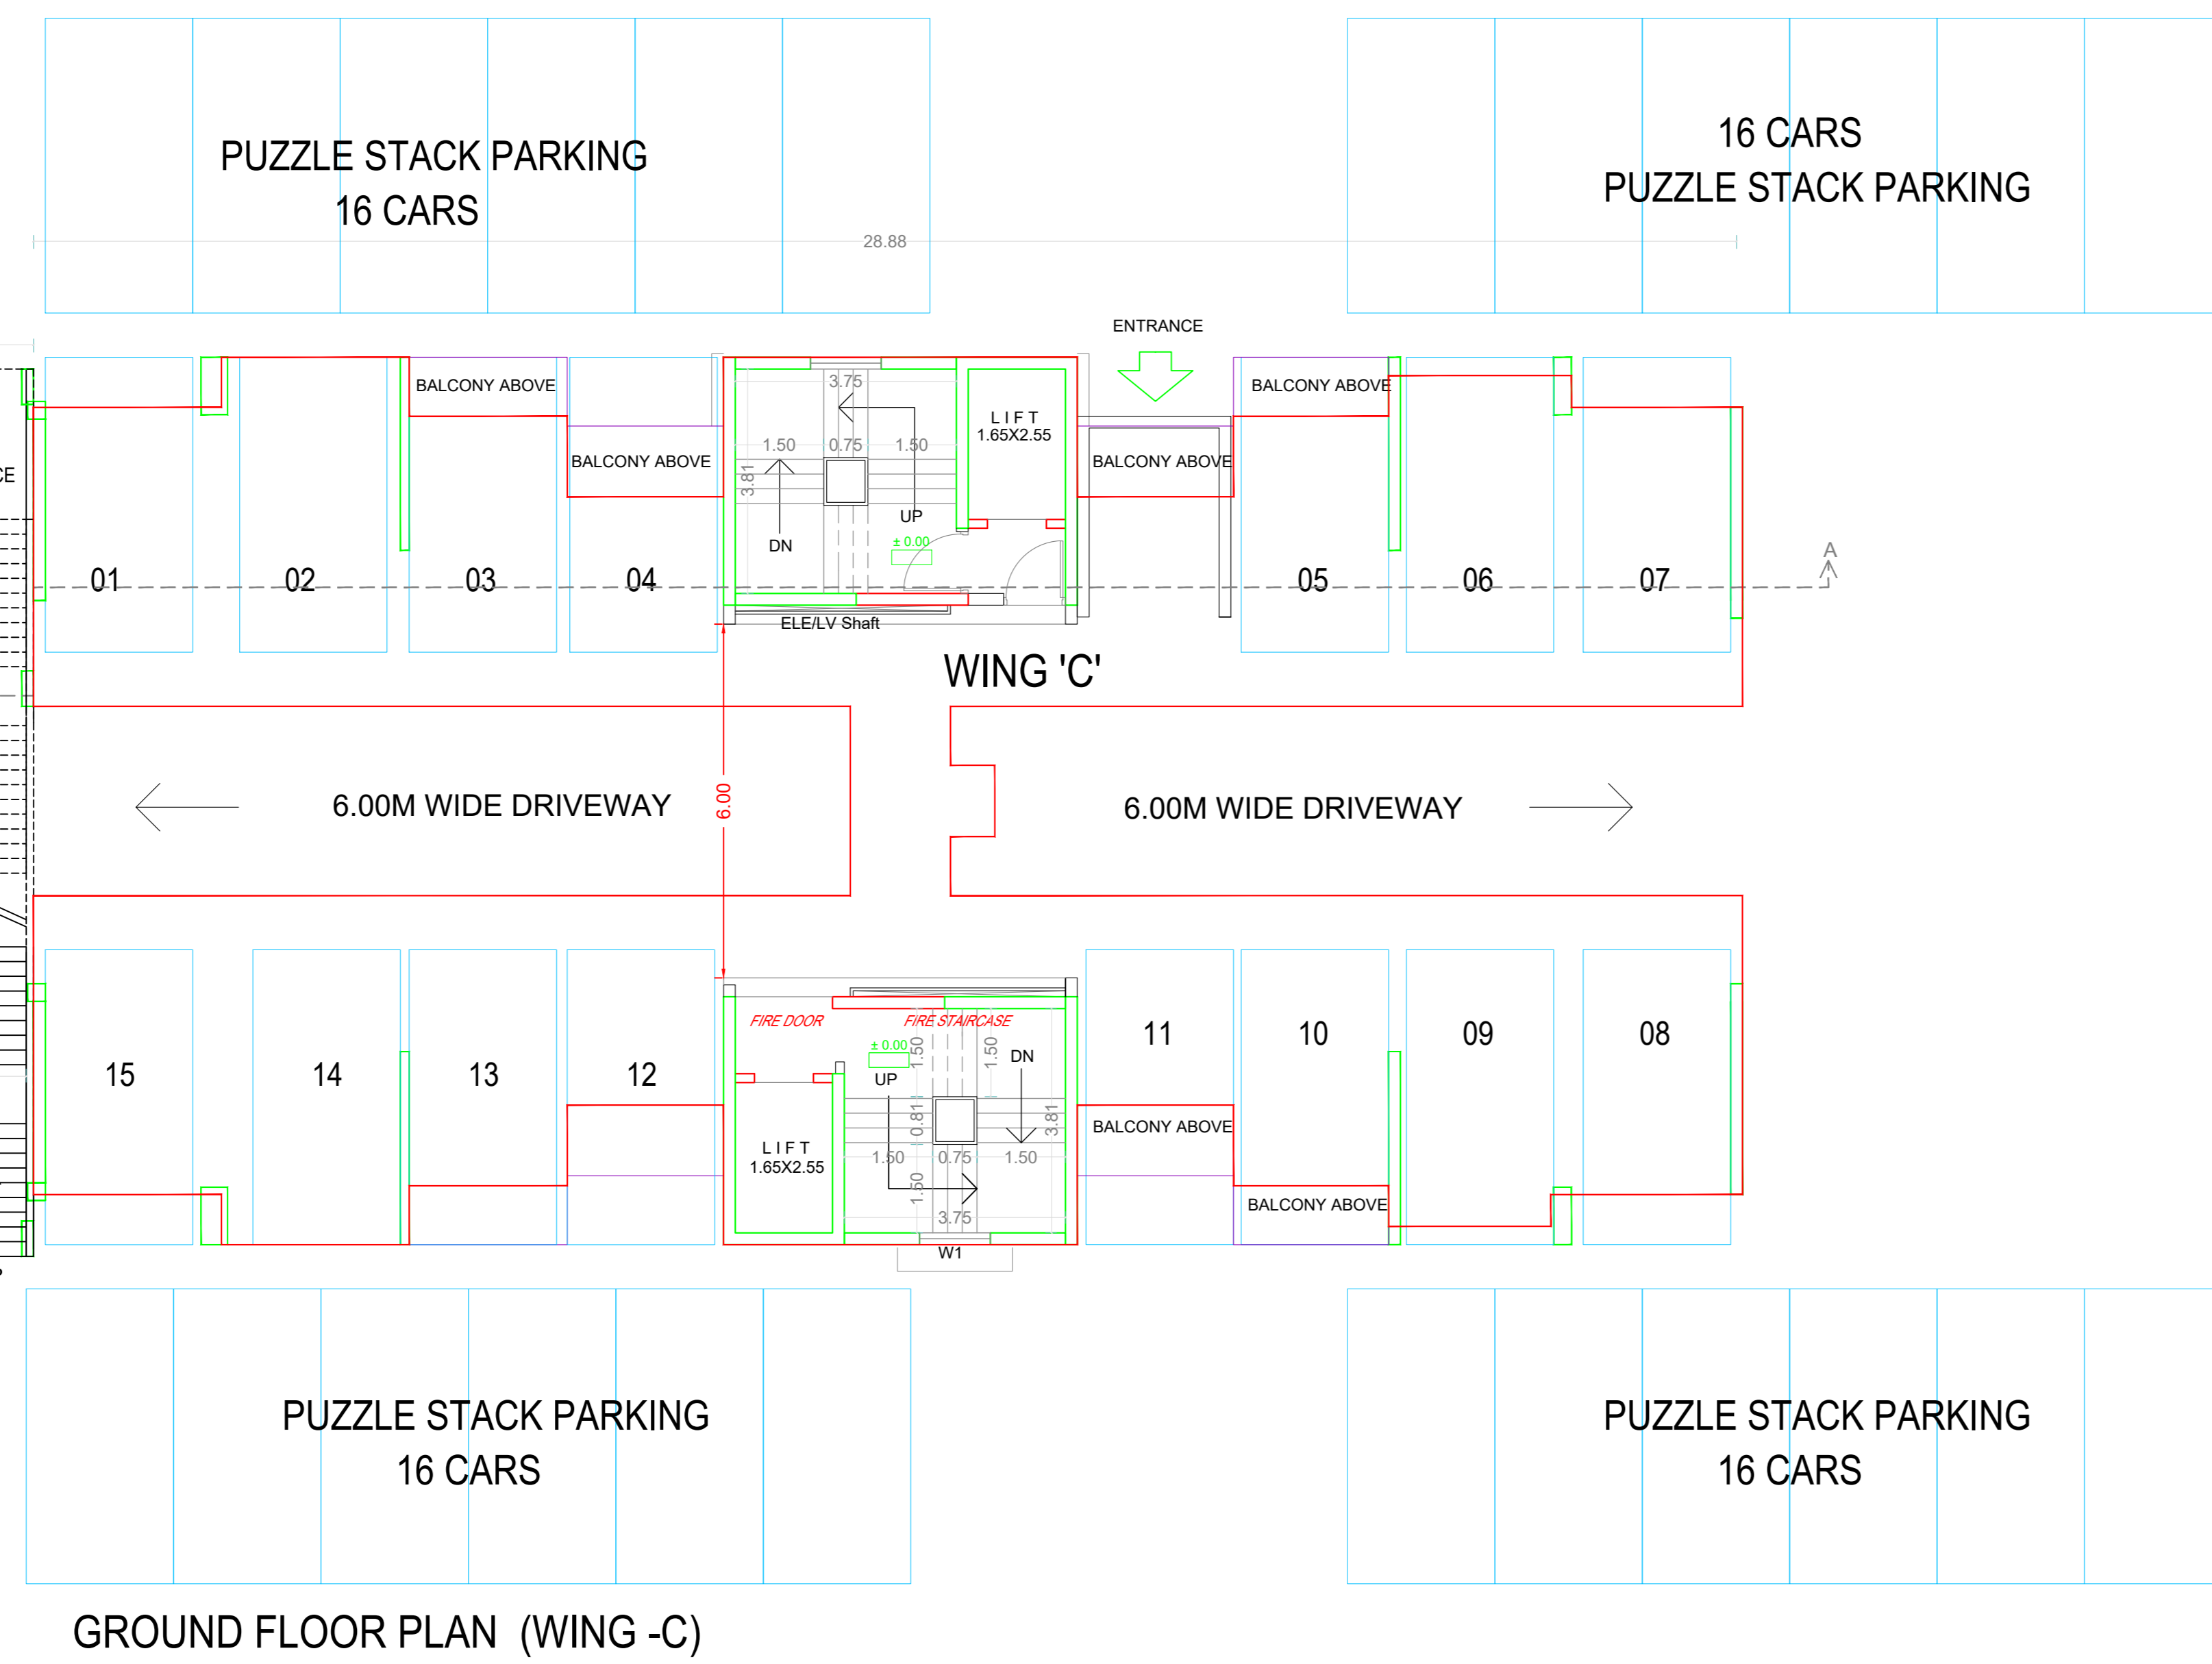 PUZZLE STACK PARKING
16 CARS
16 CARS
PUZZLE STACK PARKING
28.88
ENTRANCE
BALCONY ABOVE
BALCONY ABOVE
3.75
1.50
0.75
1.50
3.81
DN
UP
± 0.00
LIFT
1.65X2.55
BALCONY ABOVE
BALCONY ABOVE
A
01
02
03
04
05
06
07
ELE/LV Shaft
WING 'C'
6.00M WIDE DRIVEWAY
6.00
6.00M WIDE DRIVEWAY
15
14
13
12
FIRE DOOR
FIRE STAIRCASE
± 0.00
UP
1.50
1.50
DN
0.81
3.81
LIFT
1.65X2.55
1.50
0.75
1.50
1.50
3.75
W1
11
10
09
08
BALCONY ABOVE
BALCONY ABOVE
PUZZLE STACK PARKING
16 CARS
PUZZLE STACK PARKING
16 CARS
GROUND FLOOR PLAN (WING -C)